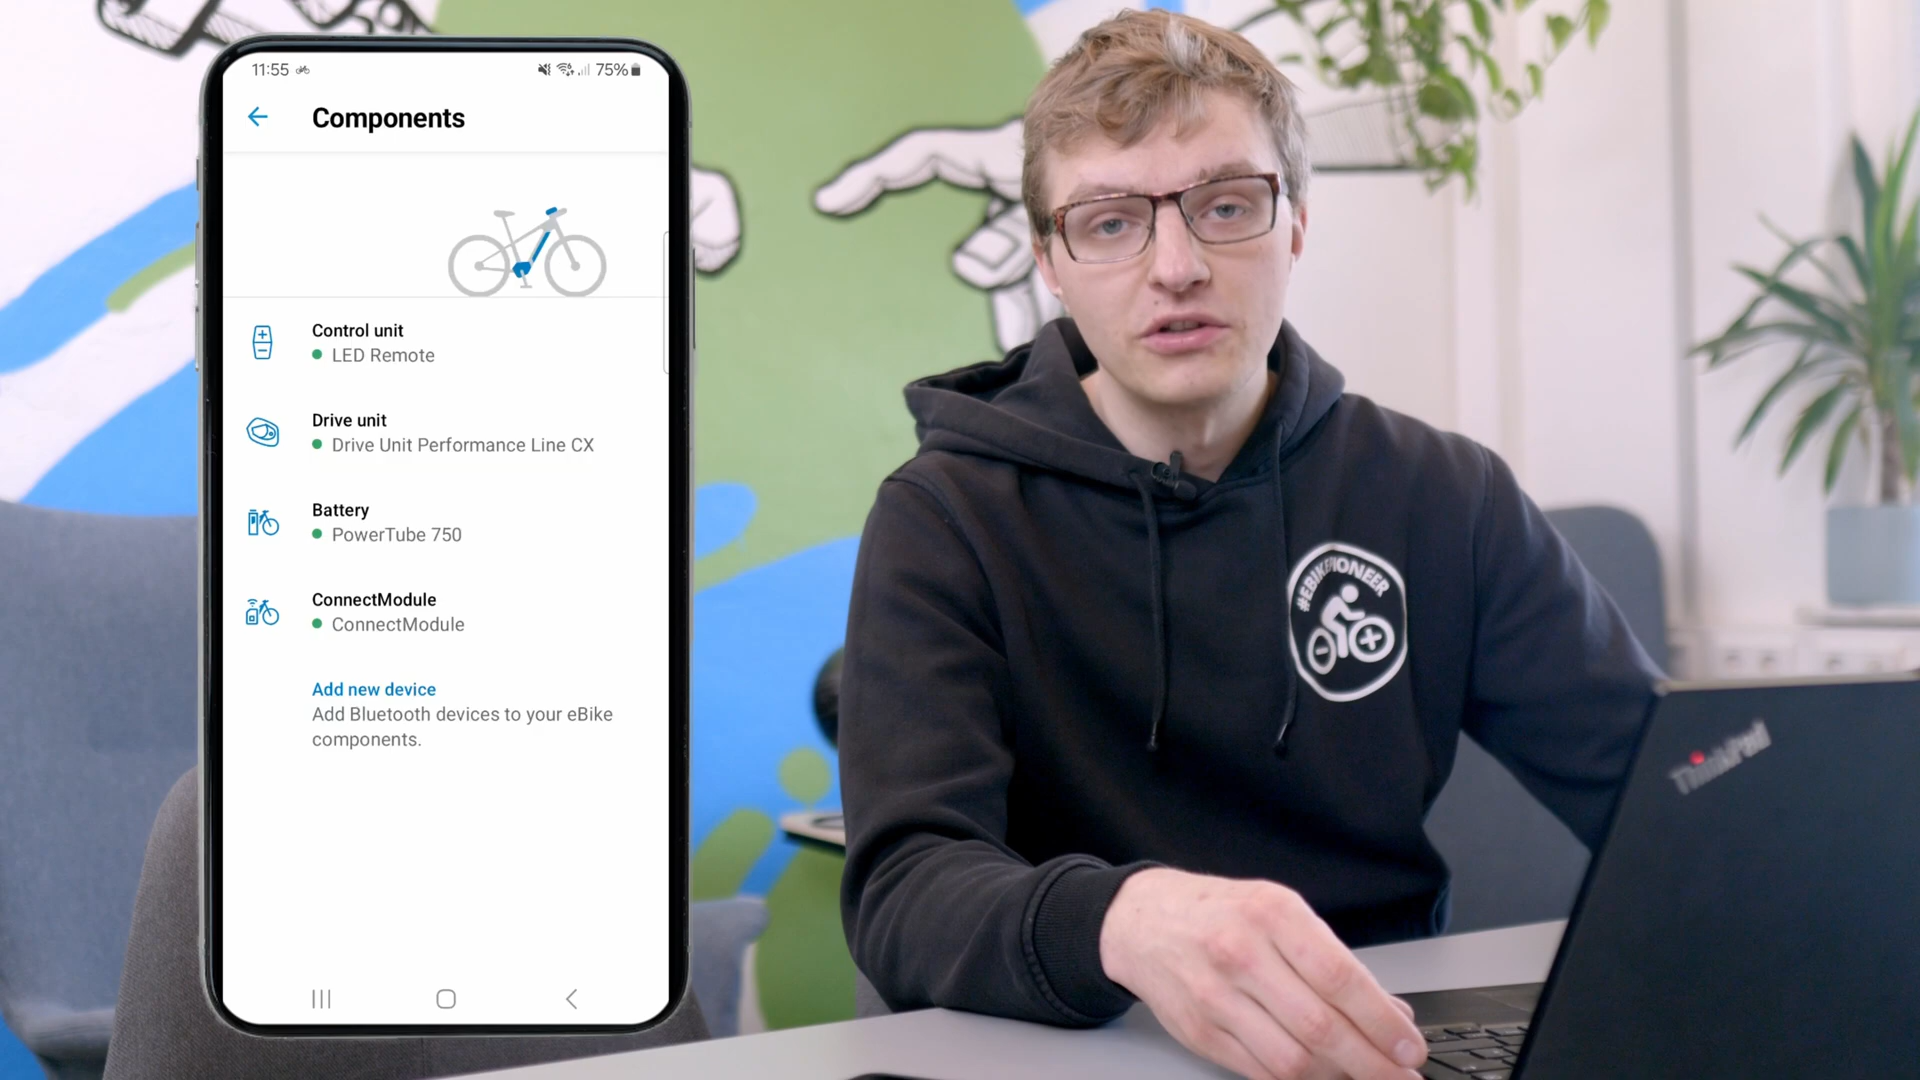 11:55
75%
Components
Control unit
LED Remote
Drive unit
Drive Unit Performance Line CX
Battery
PowerTube 750
ConnectModule
ConnectModule
Add new device
Add Bluetooth devices to your eBike
components.
#EBIKEPIONEER
ThinkPad